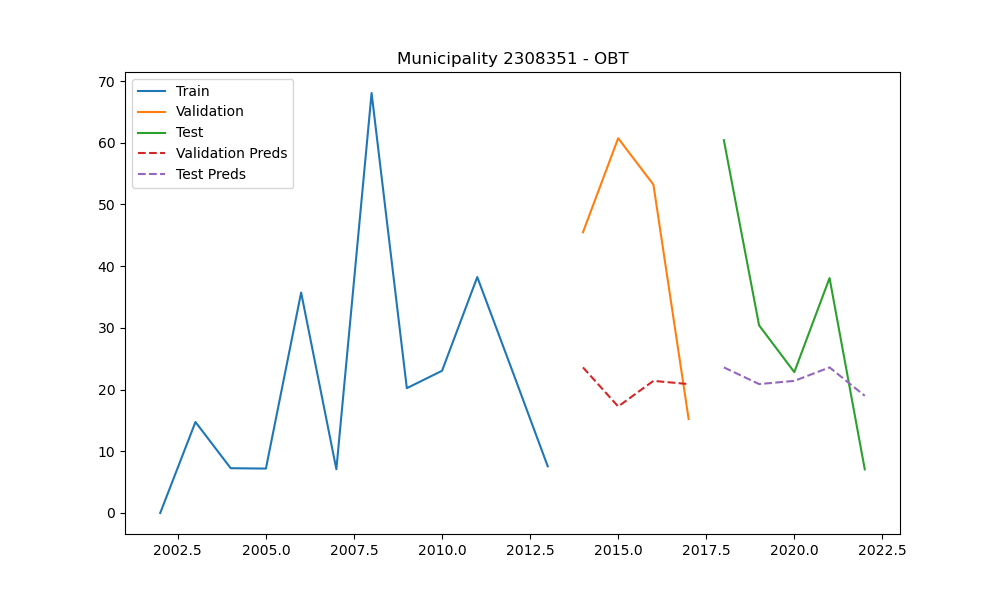 Municipality 2308351 - OBT
70
60
50
40
30
20
10
0
Train
Validation
Test
Validation Preds
Test Preds
2002.5 2005.0 2007.5 2010.0 2012.5 2015.0 2017.5 2020.0 2022.5